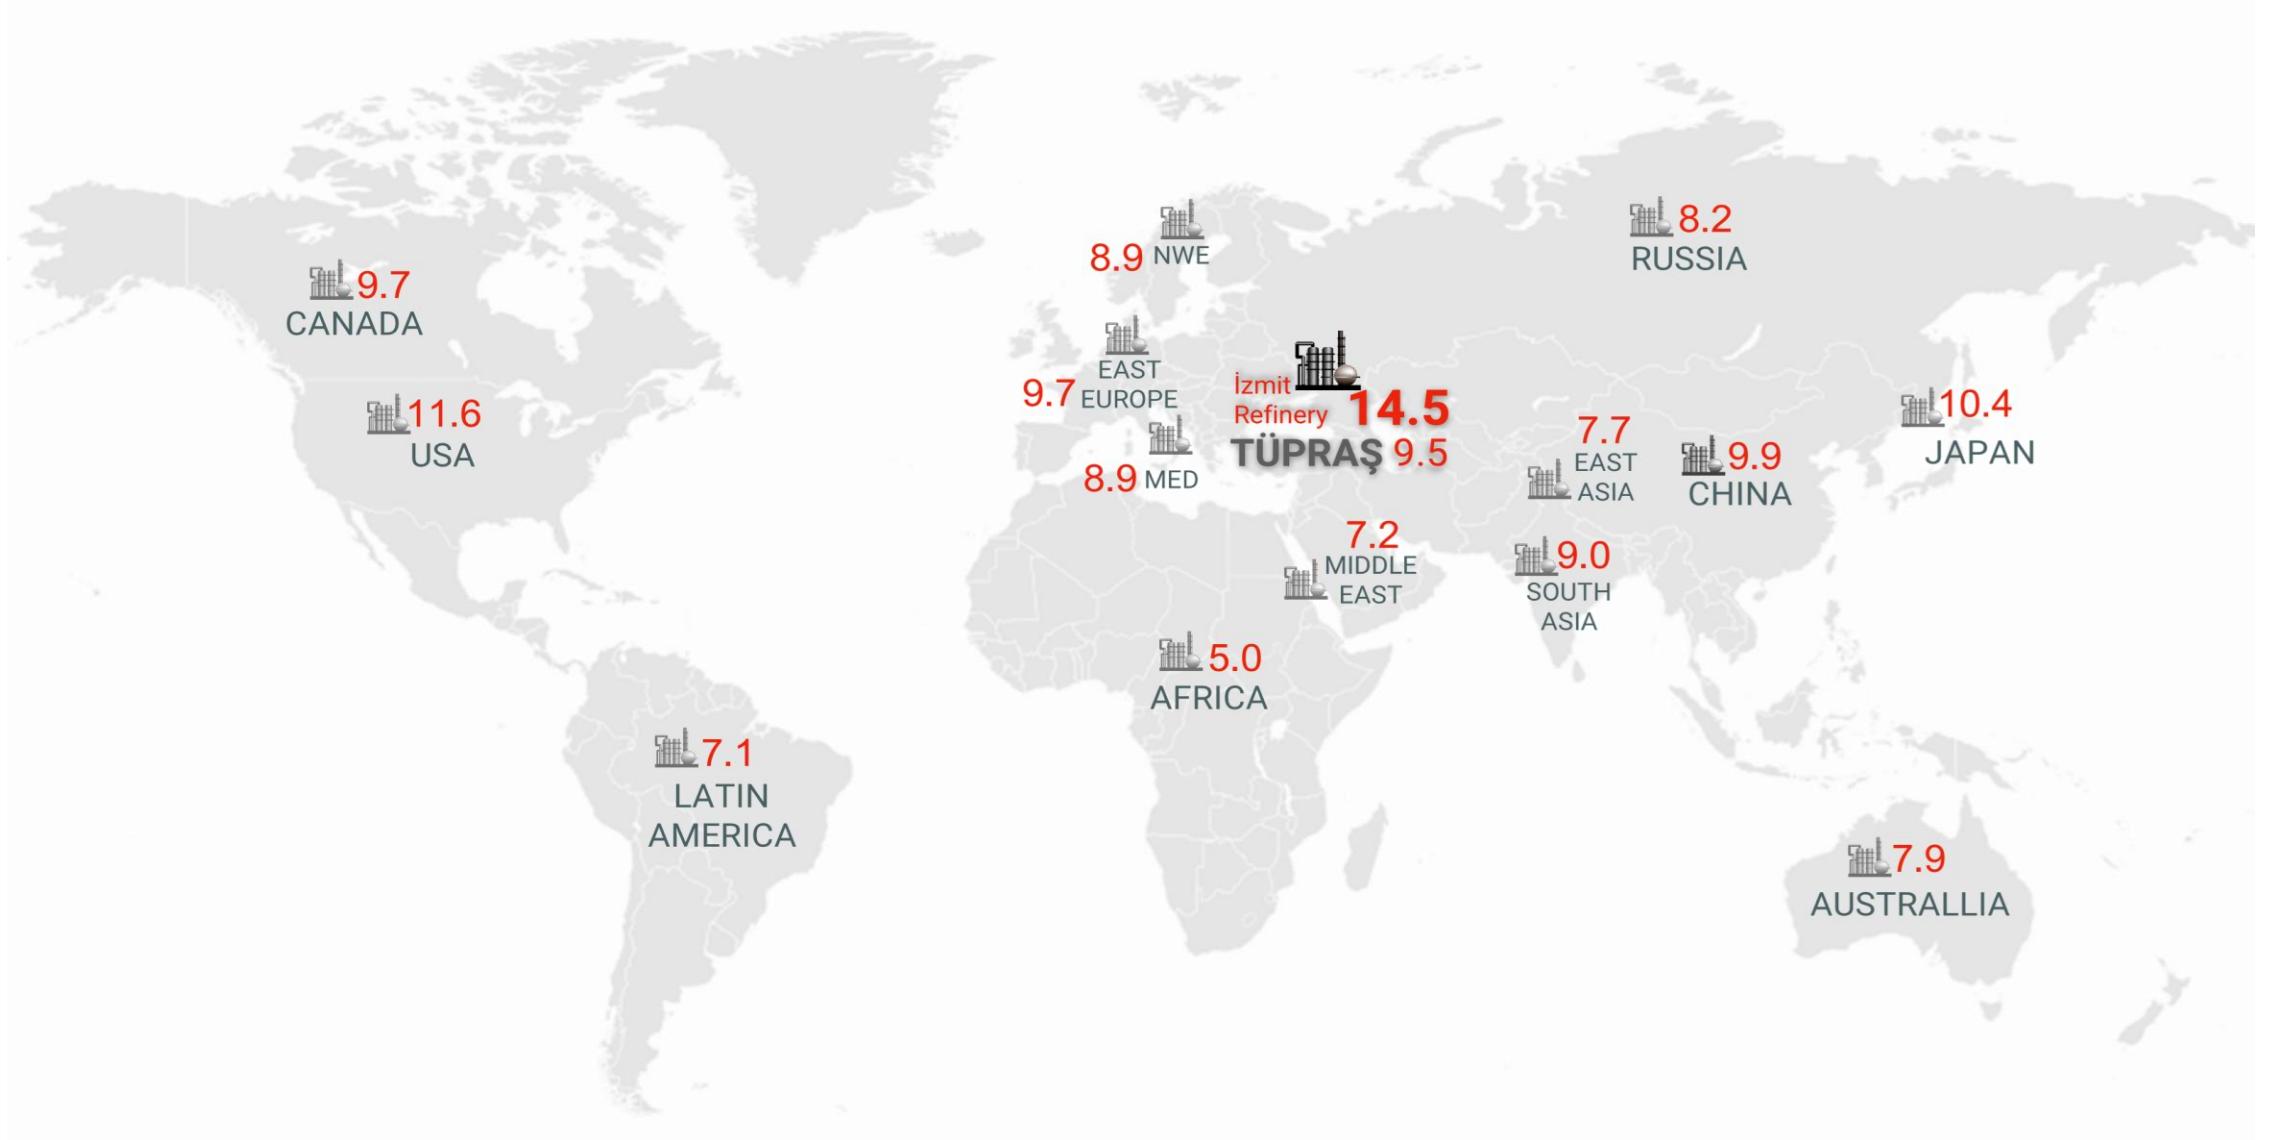 8.9 NWE
8.2
RUSSIA
9.7
CANADA
EAST
9.7 EUROPE
İzmit
Refinery 14.5
TÜPRAŞ 9.5
11.6
USA
10.4
JAPAN
7.7
EAST
ASIA
9.9
CHINA
8.9 MED
7.2
MIDDLE
EAST
9.0
SOUTH
ASIA
5.0
AFRICA
7.1
LATIN
AMERICA
7.9
AUSTRALLIA